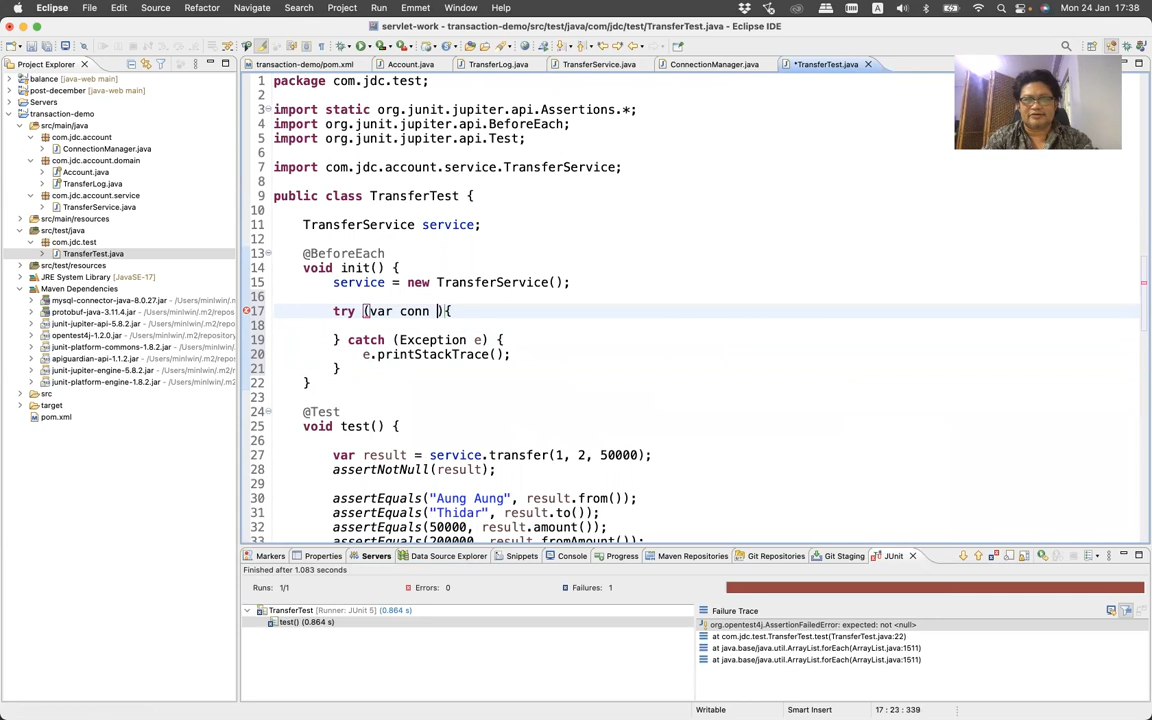 Eclipse File Edit Source Refactor Navigate Search Project Run Emmet Window Help
A
Mon 24 Jan 17:38
servlet-work - transaction-demo/src/test/java/com/jdc/test/TransferTest.java - Eclipse IDE
Project Explorer
balance (java-web main)
post-december (java-web main)
Servers
transaction-demo
src/main/java
com.jdc.account
ConnectionManager.java
com.jdc.account.domain
Account.java
TransferLog.java
com.jdc.account.service
TransferService.java
src/main/resources
src/test/java
com.jdc.test
TransferTest.java
src/test/resources
JRE System Library [JavaSE-17]
Maven Dependencies
mysql-connector-java-8.0.27.jar - /Users/minlwin/.m2/repos
protobuf-java-3.11.4.jar - /Users/minlwin/.m2/repositor
junit-jupiter-api-5.8.2.jar - /Users/minlwin/.m2/reposit
opentest4j-1.2.0.jar - /Users/minlwin/.m2/repository/
junit-platform-commons-1.8.2.jar - /Users/minlwin/.m
apiguardian-api-1.1.2.jar - /Users/minlwin/.m2/repos
junit-jupiter-engine-5.8.2.jar - /Users/minlwin/.m2/re
junit-platform-engine-1.8.2.jar - /Users/minlwin/.m2/
src
target
pom.xml
transaction-demo/pom.xml Account.java TransferLog.java TransferService.java ConnectionManager.java *TransferTest.java
1 package com.jdc.test;
2
3 import static org.junit.jupiter.api.Assertions.*;
4 import org.junit.jupiter.api.BeforeEach;
5 import org.junit.jupiter.api.Test;
6
7 import com.jdc.account.service.TransferService;
8
9 public class TransferTest {
10
11 TransferService service;
12
13 @BeforeEach
14 void init() {
15 service = new TransferService();
16
17 try (var conn ){
18
19 } catch (Exception e) {
20 e.printStackTrace();
21 }
22 }
23
24 @Test
25 void test() {
26
27 var result = service.transfer(1, 2, 50000);
28 assertNotNull(result);
29
30 assertEquals("Aung Aung", result.from());
31 assertEquals("Thidar", result.to());
32 assertEquals(50000, result.amount());
33 assertEquals(200000, result.fromAmount());
Markers Properties Servers Data Source Explorer Snippets Console Progress Maven Repositories Git Repositories Git Staging JUnit
Finished after 1.083 seconds
Runs: 1/1 Errors: 0 Failures: 1
TransferTest [Runner: JUnit 5] (0.864 s)
test() (0.864 s)
Failure Trace
org.opentest4j.AssertionFailedError: expected: not <null>
at com.jdc.test.TransferTest.test(TransferTest.java:22)
at java.base/java.util.ArrayList.forEach(ArrayList.java:1511)
at java.base/java.util.ArrayList.forEach(ArrayList.java:1511)
Writable Smart Insert 17 : 23 : 339